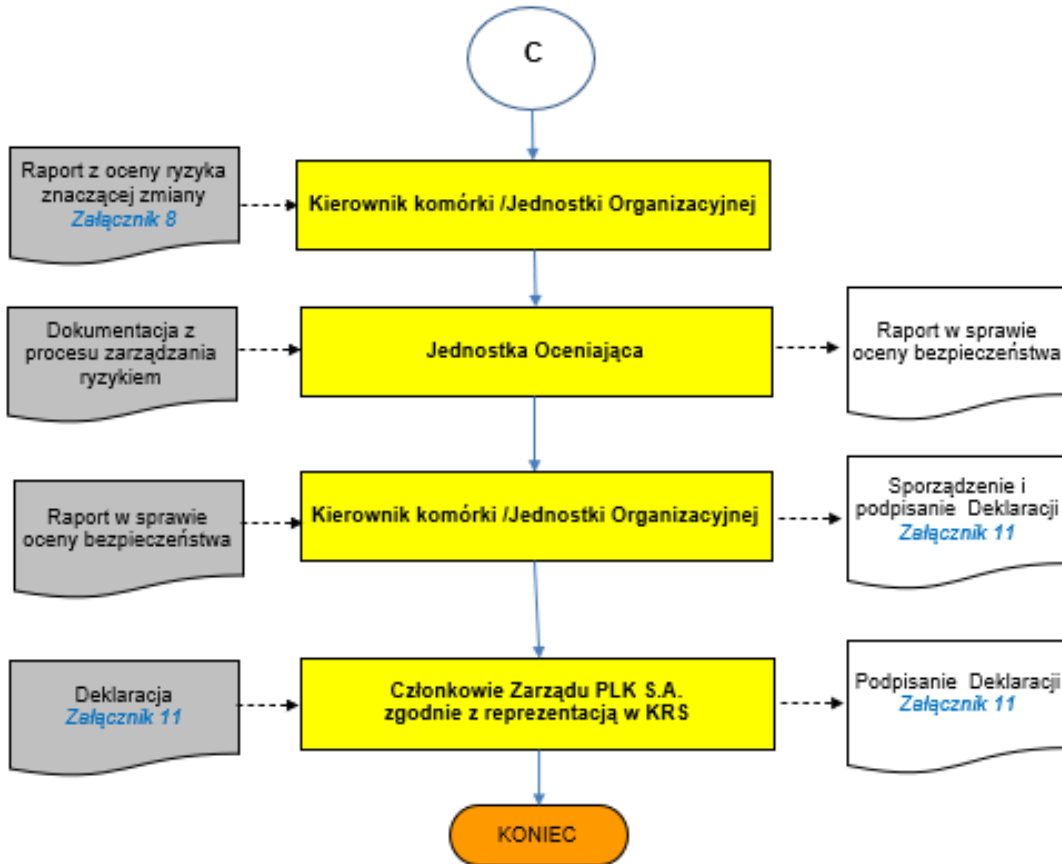 C
Raport z oceny ryzyka
znaczącej zmiany
Załącznik 8
Kierownik komórki /Jednostki Organizacyjnej
Dokumentacja z
procesu zarządzania
ryzykiem
Jednostka Oceniająca
Raport w sprawie
oceny bezpieczeństwa
Raport w sprawie
oceny bezpieczeństwa
Kierownik komórki /Jednostki Organizacyjnej
Sporządzenie i
podpisanie Deklaracji
Załącznik 11
Deklaracja
Załącznik 11
Członkowie Zarządu PLK S.A.
zgodnie z reprezentacją w KRS
Podpisanie Deklaracji
Załącznik 11
KONIEC